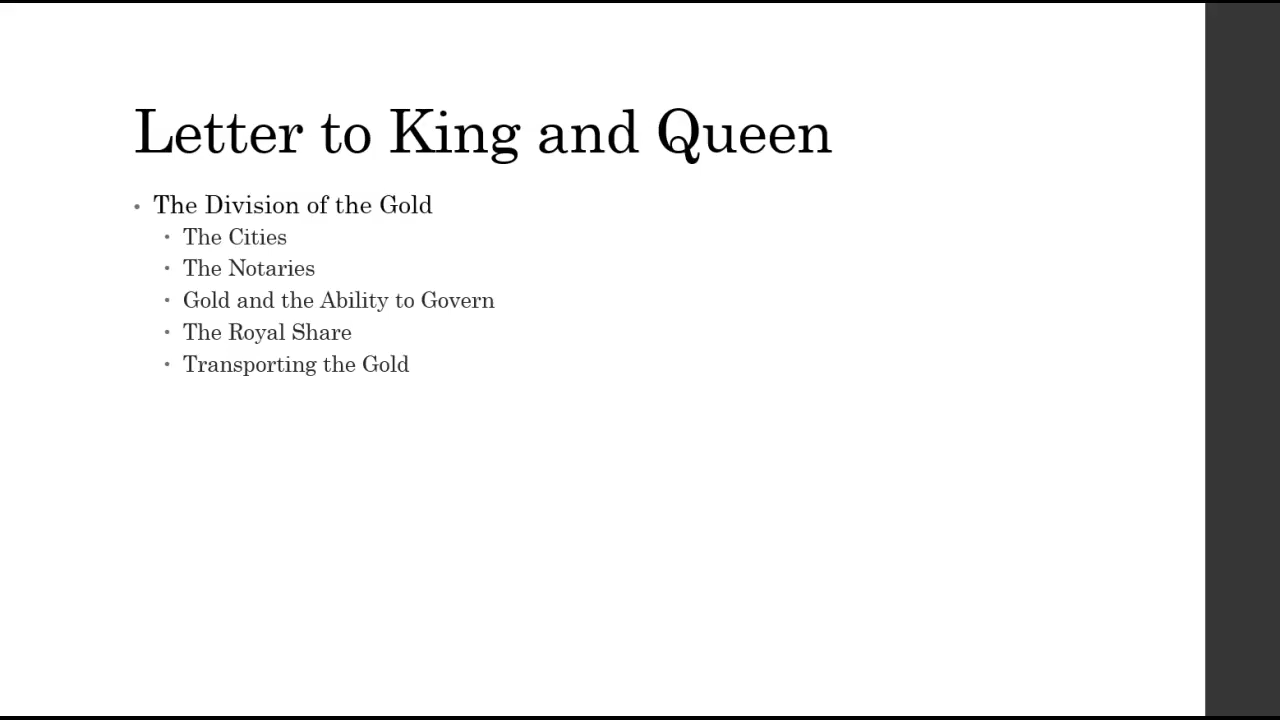 Letter to King and Queen
• The Division of the Gold
• The Cities
• The Notaries
• Gold and the Ability to Govern
• The Royal Share
• Transporting the Gold